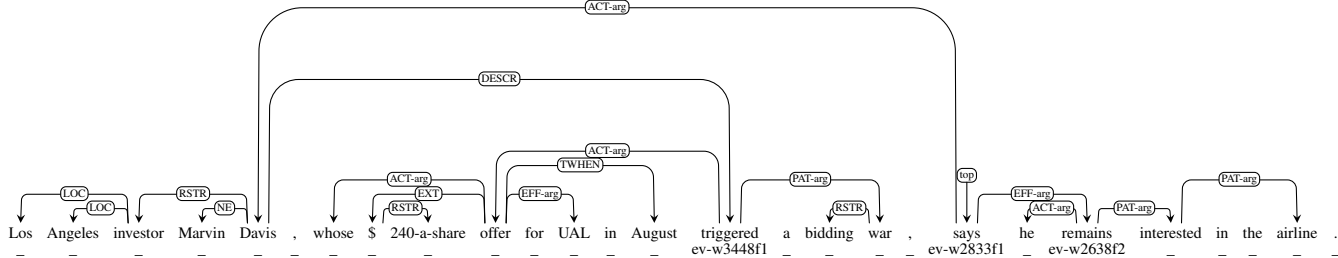 ACT-arg
DESCR
ACT-arg
TWHEN
ACT-arg PAT-arg top PAT-arg
LOC RSTR EXT EFF-arg EFF-arg
LOC NE RSTR RSTR ACT-arg PAT-arg
Los Angeles investor Marvin Davis , whose $ 240-a-share offer for UAL in August triggered a bidding war , says he remains interested in the airline .
_ _ _ _ _ _ _ _ _ _ _ _ _ _ ev-w3448f1 _ _ _ _ ev-w2833f1 _ ev-w2638f2 _ _ _ _ _